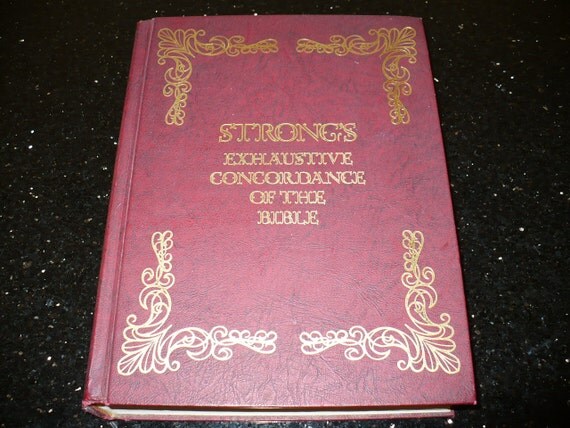 STRONG'S
EXHAUSTIVE
CONCORDANCE
OF THE
BIBLE